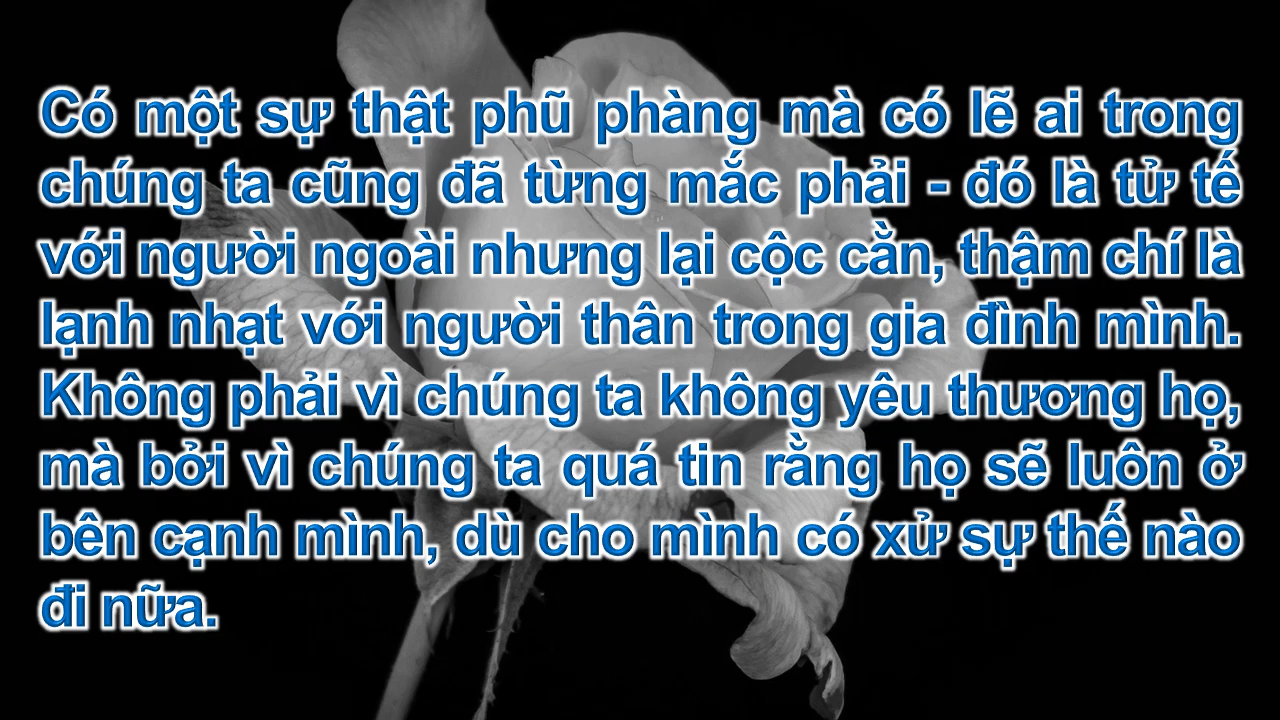 Có một sự thật phũ phàng mà có lẽ ai trong
chúng ta cũng đã từng mắc phải - đó là tử tế
với người ngoài nhưng lại cộc cằn, thậm chí là
lạnh nhạt với người thân trong gia đình mình.
Không phải vì chúng ta không yêu thương họ,
mà bởi vì chúng ta quá tin rằng họ sẽ luôn ở
bên cạnh mình, dù cho mình có xử sự thế nào
đi nữa.